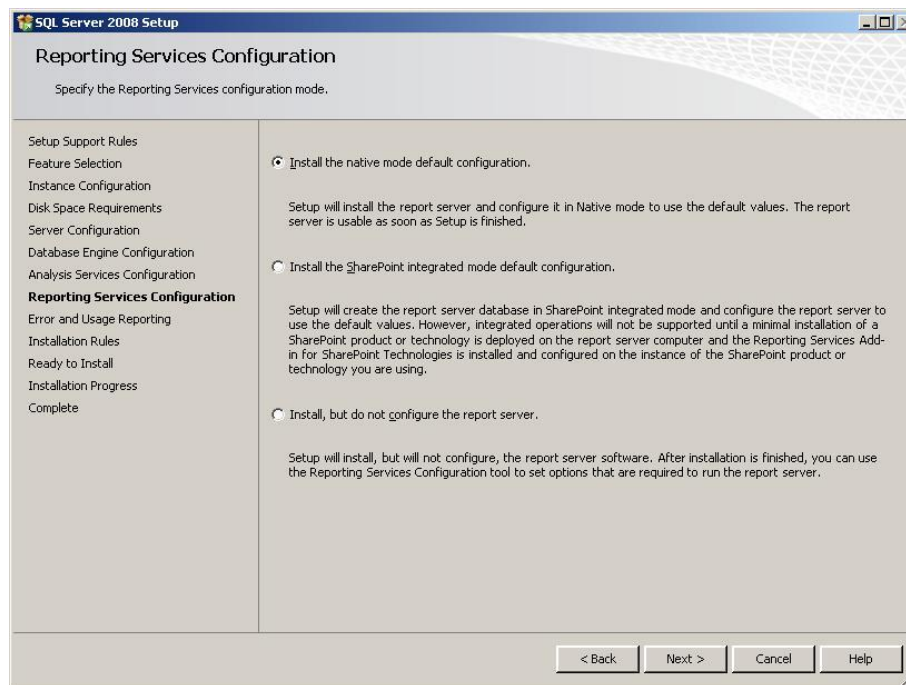 SQL Server 2008 Setup
Reporting Services Configuration
Specify the Reporting Services configuration mode.
Setup Support Rules
Feature Selection
Instance Configuration
Disk Space Requirements
Server Configuration
Database Engine Configuration
Analysis Services Configuration
Reporting Services Configuration
Error and Usage Reporting
Installation Rules
Ready to Install
Installation Progress
Complete
Install the native mode default configuration.
Setup will install the report server and configure it in Native mode to use the default values. The report
server is usable as soon as Setup is finished.
Install the SharePoint integrated mode default configuration.
Setup will create the report server database in SharePoint integrated mode and configure the report server to
use the default values. However, integrated operations will not be supported until a minimal installation of a
SharePoint product or technology is deployed on the report server computer and the Reporting Services Add-
in for SharePoint Technologies is installed and configured on the instance of the SharePoint product or
technology you are using.
Install, but do not configure the report server.
Setup will install, but will not configure, the report server software. After installation is finished, you can use
the Reporting Services Configuration tool to set options that are required to run the report server.
< Back
Next >
Cancel
Help